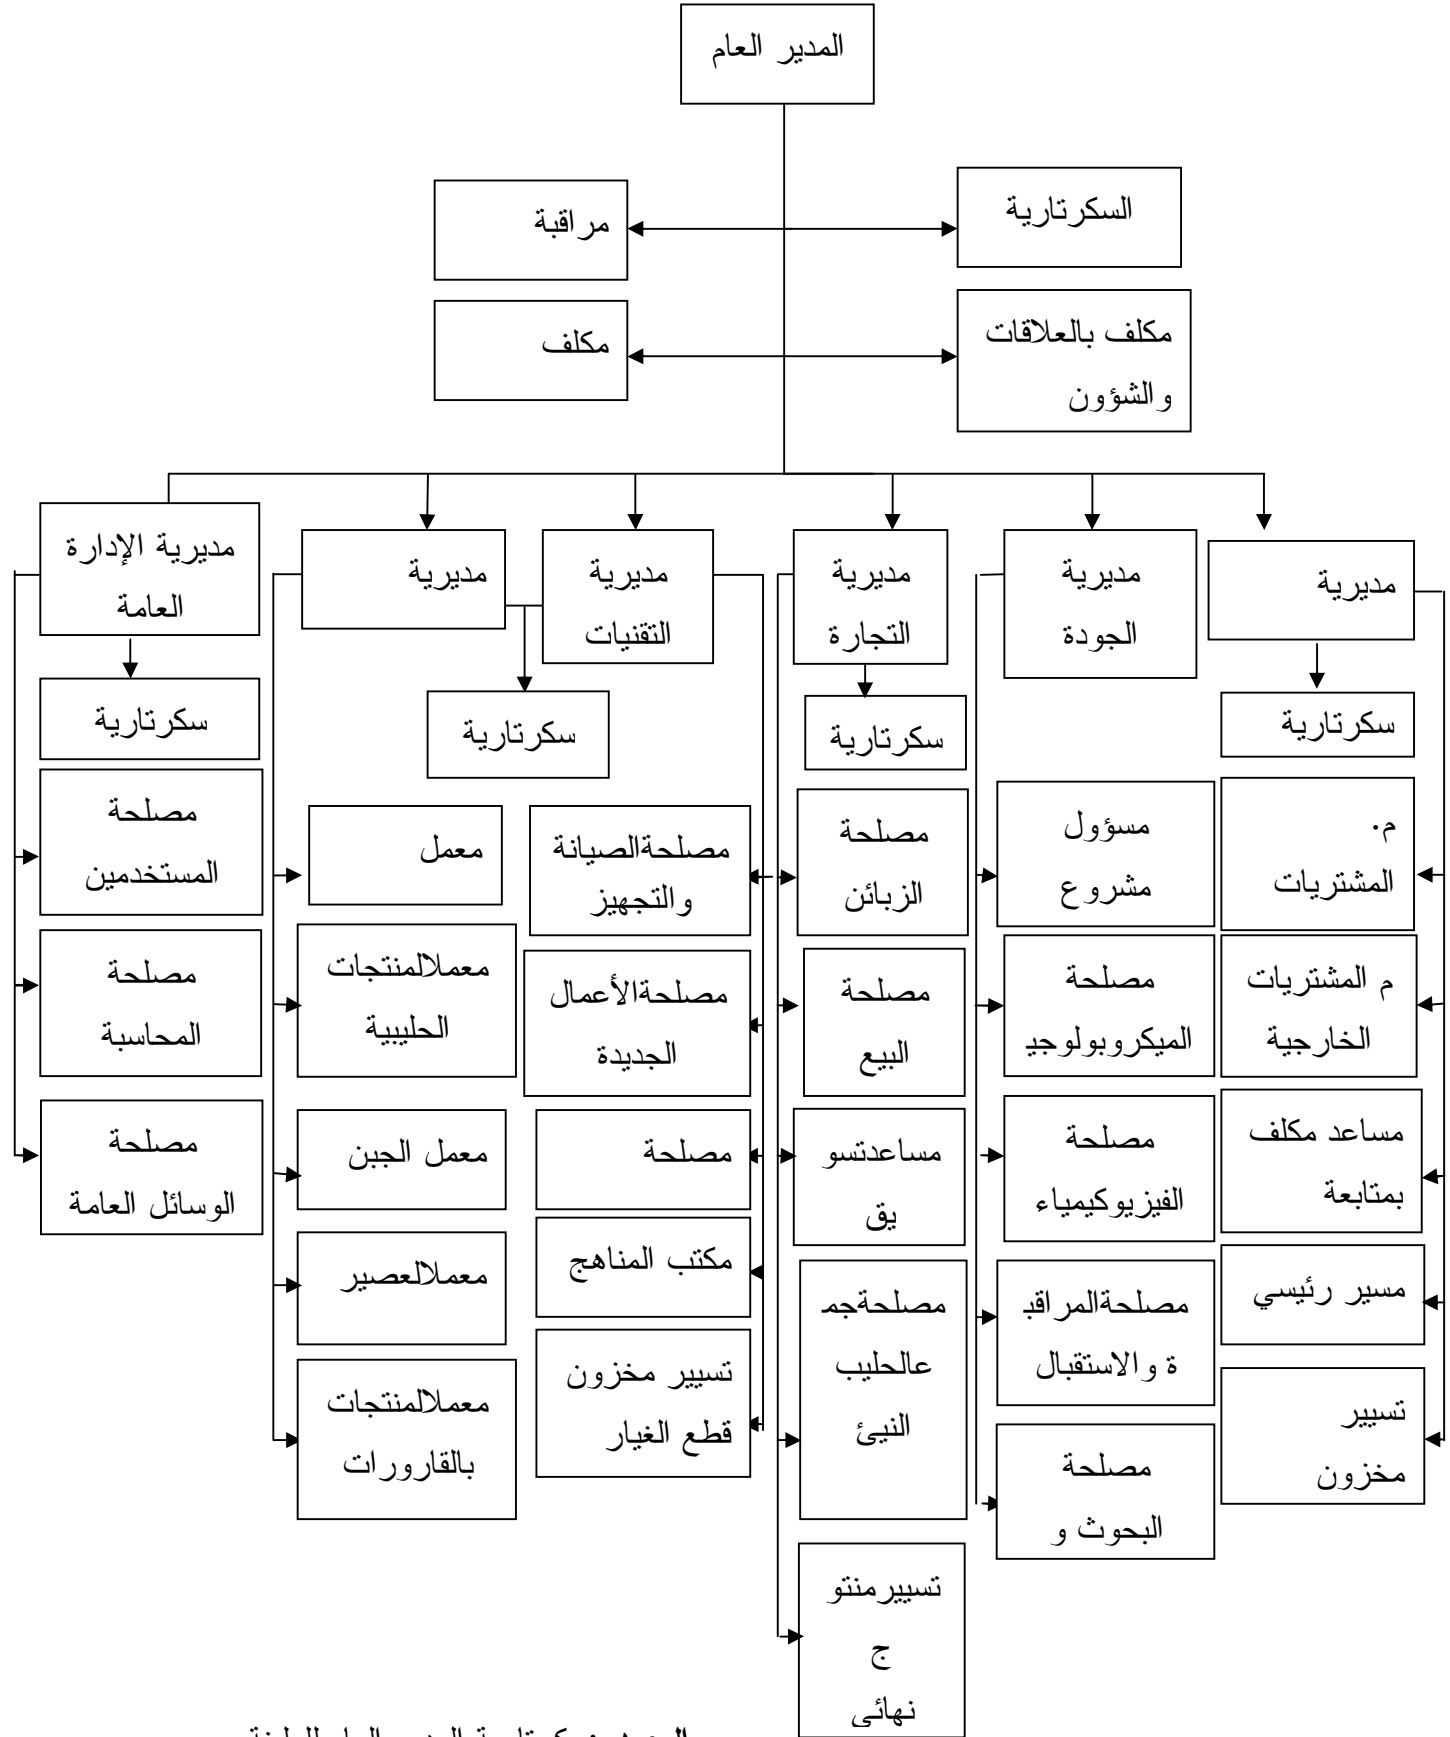 المدير العام
السكرتارية
مراقبة
مكلف بالعلاقات
والشؤون
مكلف
مديرية
مديرية
الجودة
مديرية
التجارة
مديرية
التقنيات
مديرية
مديرية الإدارة
العامة
سكرتارية
سكرتارية
سكرتارية
سكرتارية
م.
المشتريات
م المشتريات
الخارجية
مساعد مكلف
بمتابعة
مسير رئيسي
تسيير
مخزون
مسؤول
مشروع
مصلحة
الميكروبولوجيـ
مصلحة
الفيزيوكيمياء
مصلحةالمراقبـ
ة والاستقبال
مصلحة
البحوث و
مصلحة
الزبائن
مصلحة
البيع
مساعدتسو
يق
مصلحةجمـ
عالحليب
النيئ
تسييرمنتو
ج
نهائي
مصلحةالصيانة
والتجهيز
مصلحةالأعمال
الجديدة
مصلحة
مكتب المناهج
تسيير مخزون
قطع الغيار
معمل
معملالمنتجات
الحليبية
معمل الجبن
معملالعصير
معملالمنتجات
بالقارورات
مصلحة
المستخدمين
مصلحة
المحاسبة
مصلحة
الوسائل العامة